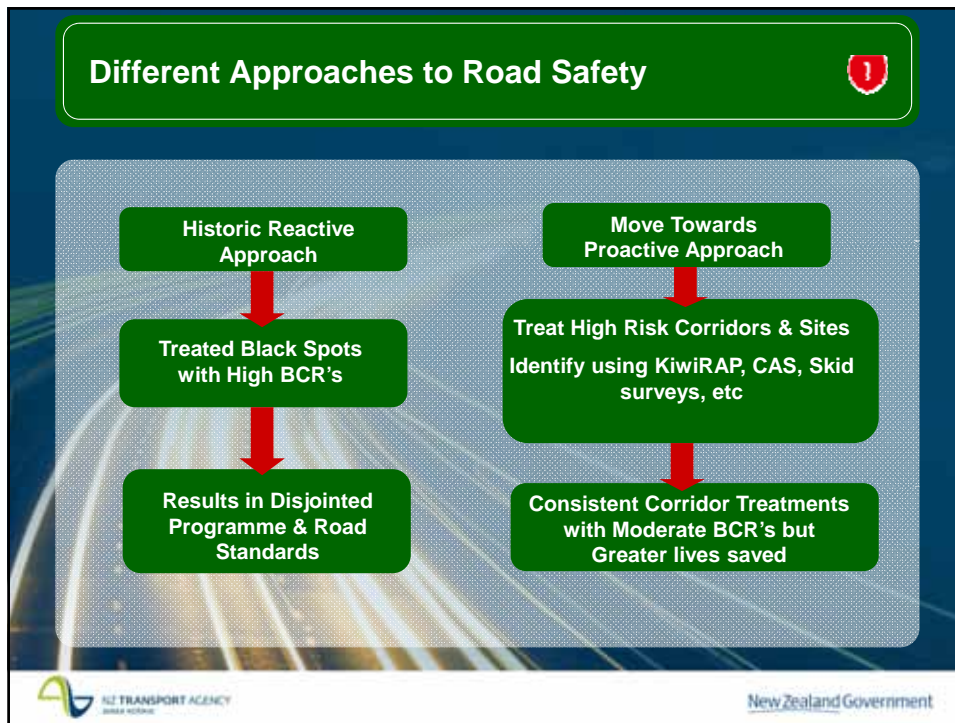 Different Approaches to Road Safety
1
Historic Reactive
Approach
Treated Black Spots
with High BCR's
Results in Disjointed
Programme & Road
Standards
Move Towards
Proactive Approach
Treat High Risk Corridors & Sites
Identify using KiwiRAP, CAS, Skid
surveys, etc
Consistent Corridor Treatments
with Moderate BCR's but
Greater lives saved
NZ TRANSPORT AGENCY
New Zealand Government